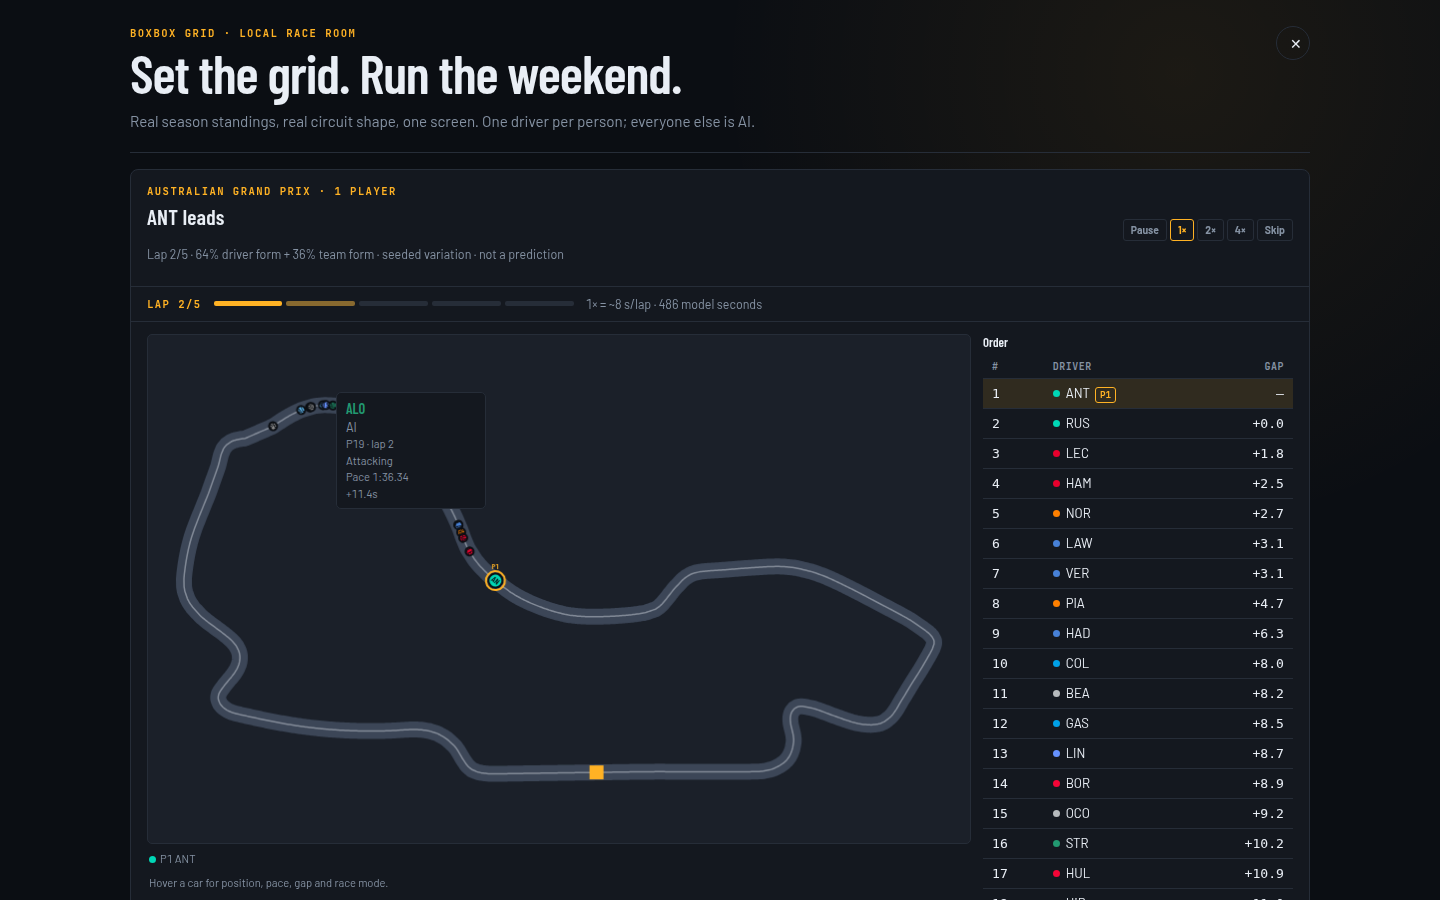 BOXBOX GRID · LOCAL RACE ROOM
Set the grid. Run the weekend.
Real season standings, real circuit shape, one screen. One driver per person; everyone else is AI.
×
AUSTRALIAN GRAND PRIX · 1 PLAYER
ANT leads
Lap 2/5 · 64% driver form + 36% team form · seeded variation · not a prediction
Pause 1× 2× 4× Skip
LAP 2/5
1× = ~8 s/lap · 486 model seconds
ALO
AI
P19 · lap 2
Attacking
Pace 1:36.34
+11.4s
P1
P1 ANT
Hover a car for position, pace, gap and race mode.
Order
# DRIVER GAP
1 ANT P1 —
2 RUS +0.0
3 LEC +1.8
4 HAM +2.5
5 NOR +2.7
6 LAW +3.1
7 VER +3.1
8 PIA +4.7
9 HAD +6.3
10 COL +8.0
11 BEA +8.2
12 GAS +8.5
13 LIN +8.7
14 BOR +8.9
15 OCO +9.2
16 STR +10.2
17 HUL +10.9